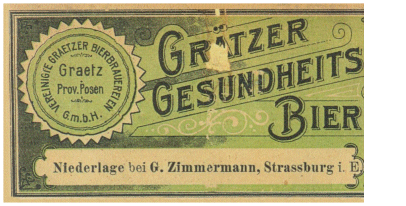 VEREINIGTE GRAETZER BIERBRAUEREIEN
Graetz
Prov. Posen
G.m.b.H.
GRÄTZER
GESUNDHEITS
BIER
Niederlage bei G. Zimmermann, Strassburg i. E.